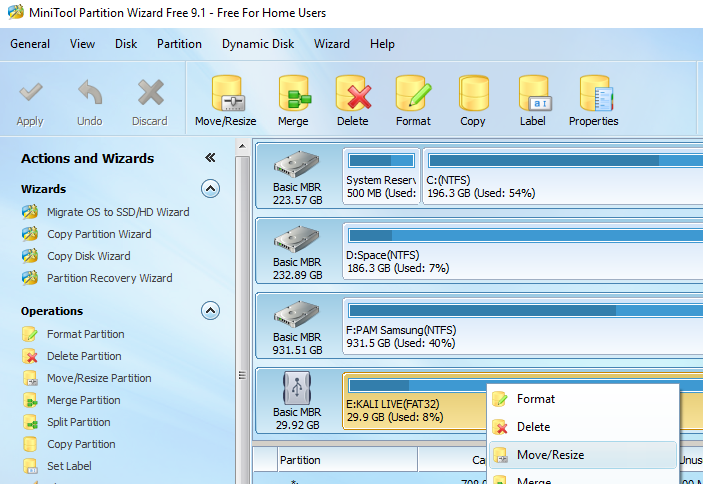 MiniTool Partition Wizard Free 9.1 - Free For Home Users
General View Disk Partition Dynamic Disk Wizard Help
Apply Undo Discard Move/Resize Merge Delete Format Copy Label Properties
Actions and Wizards
Wizards
Migrate OS to SSD/HD Wizard
Copy Partition Wizard
Copy Disk Wizard
Partition Recovery Wizard
Operations
Format Partition
Delete Partition
Move/Resize Partition
Merge Partition
Split Partition
Copy Partition
Set Label
Basic MBR
223.57 GB
System Reserv
500 MB (Used:
C:(NTFS)
196.3 GB (Used: 54%)
Basic MBR
232.89 GB
D:Space(NTFS)
186.3 GB (Used: 7%)
Basic MBR
931.51 GB
F:PAM Samsung(NTFS)
931.5 GB (Used: 40%)
Basic MBR
29.92 GB
E:KALI LIVE(FAT32)
29.9 GB (Used: 8%)
Format
Delete
Move/Resize
Merge
Partition Ca Unus